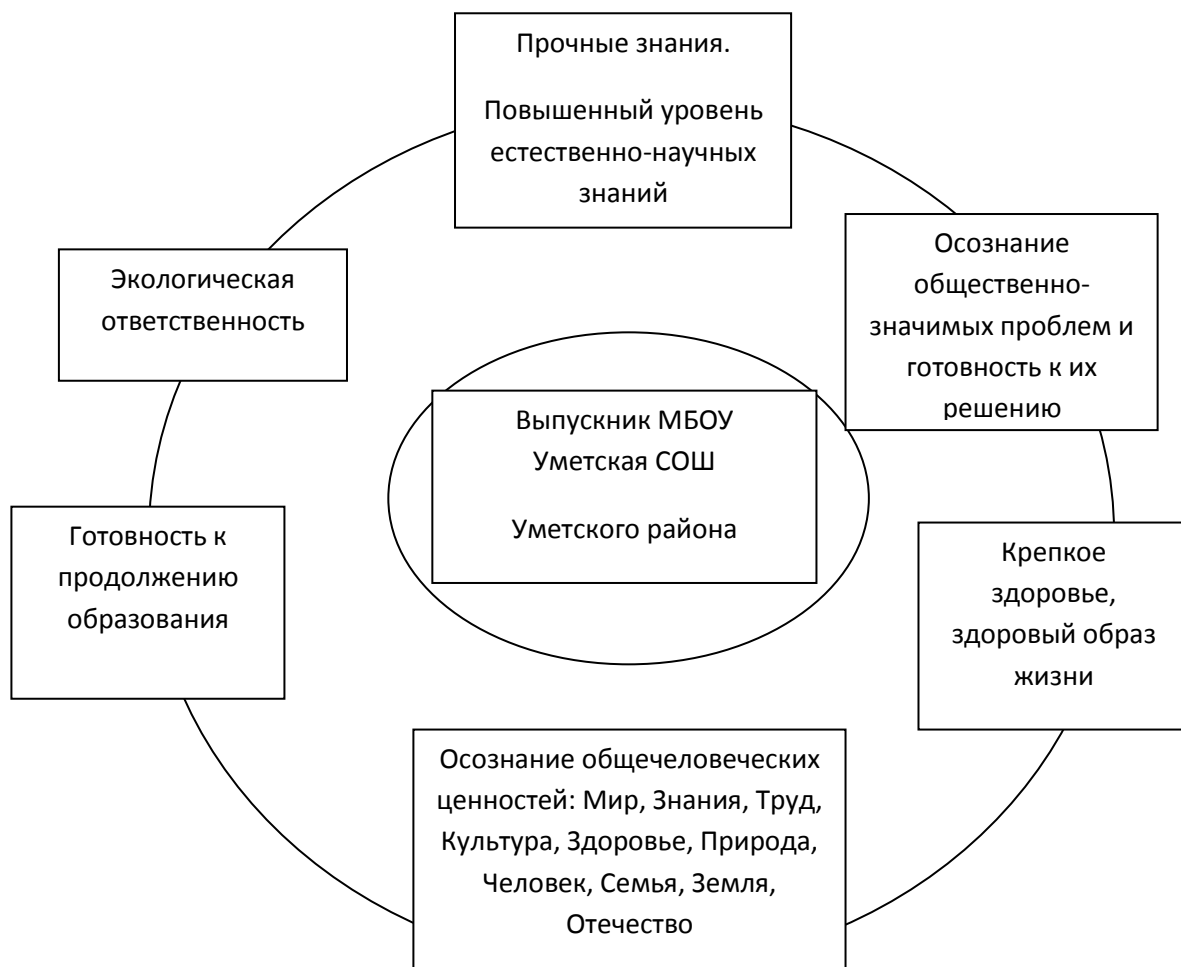 Прочные знания.
Повышенный уровень
естественно-научных
знаний
Экологическая
ответственность
Осознание
общественно-
значимых проблем и
готовность к их
решению
Выпускник МБОУ
Уметская СОШ
Уметского района
Готовность к
продолжению
образования
Крепкое
здоровье,
здоровый образ
жизни
Осознание общечеловеческих
ценностей: Мир, Знания, Труд,
Культура, Здоровье, Природа,
Человек, Семья, Земля,
Отечество